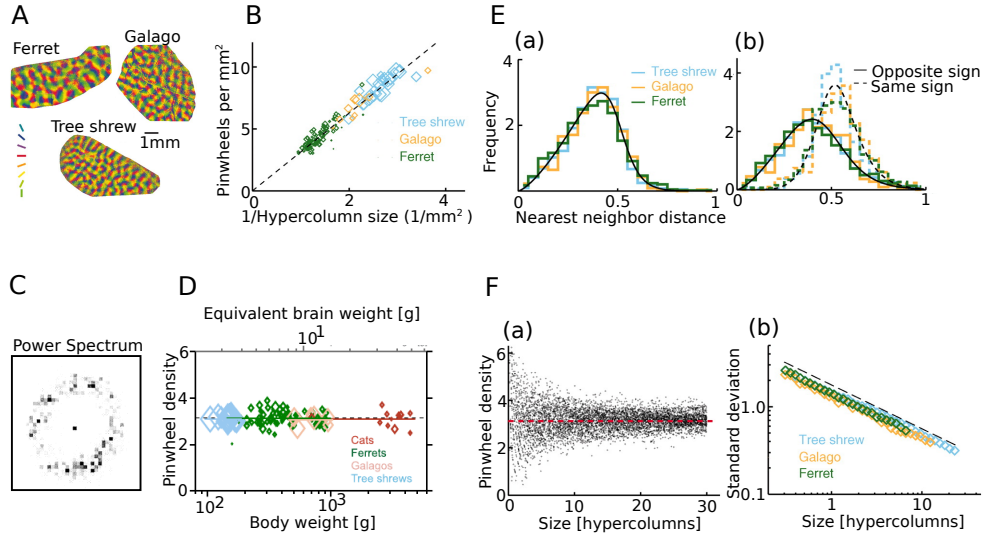 A
Ferret
Galago
Tree shrew
1mm
B
Pinwheels per mm²
10
5
0
0
2
4
1/Hypercolumn size (1/mm²)
Tree shrew
Galago
Ferret
E
(a)
Frequency
4
2
0
0
0.5
1
Nearest neighbor distance
Tree shrew
Galago
Ferret
(b)
4
2
0
0
0.5
1
Opposite sign
Same sign
C
Power Spectrum
D
Equivalent brain weight [g]
10¹
Pinwheel density
6
4
2
0
10²
10³
Body weight [g]
Cats
Ferrets
Galagos
Tree shrews
F
(a)
Pinwheel density
6
4
2
0
0
10
20
30
Size [hypercolumns]
(b)
Standard deviation
1.0
0.1
1
10
Size [hypercolumns]
Tree shrew
Galago
Ferret